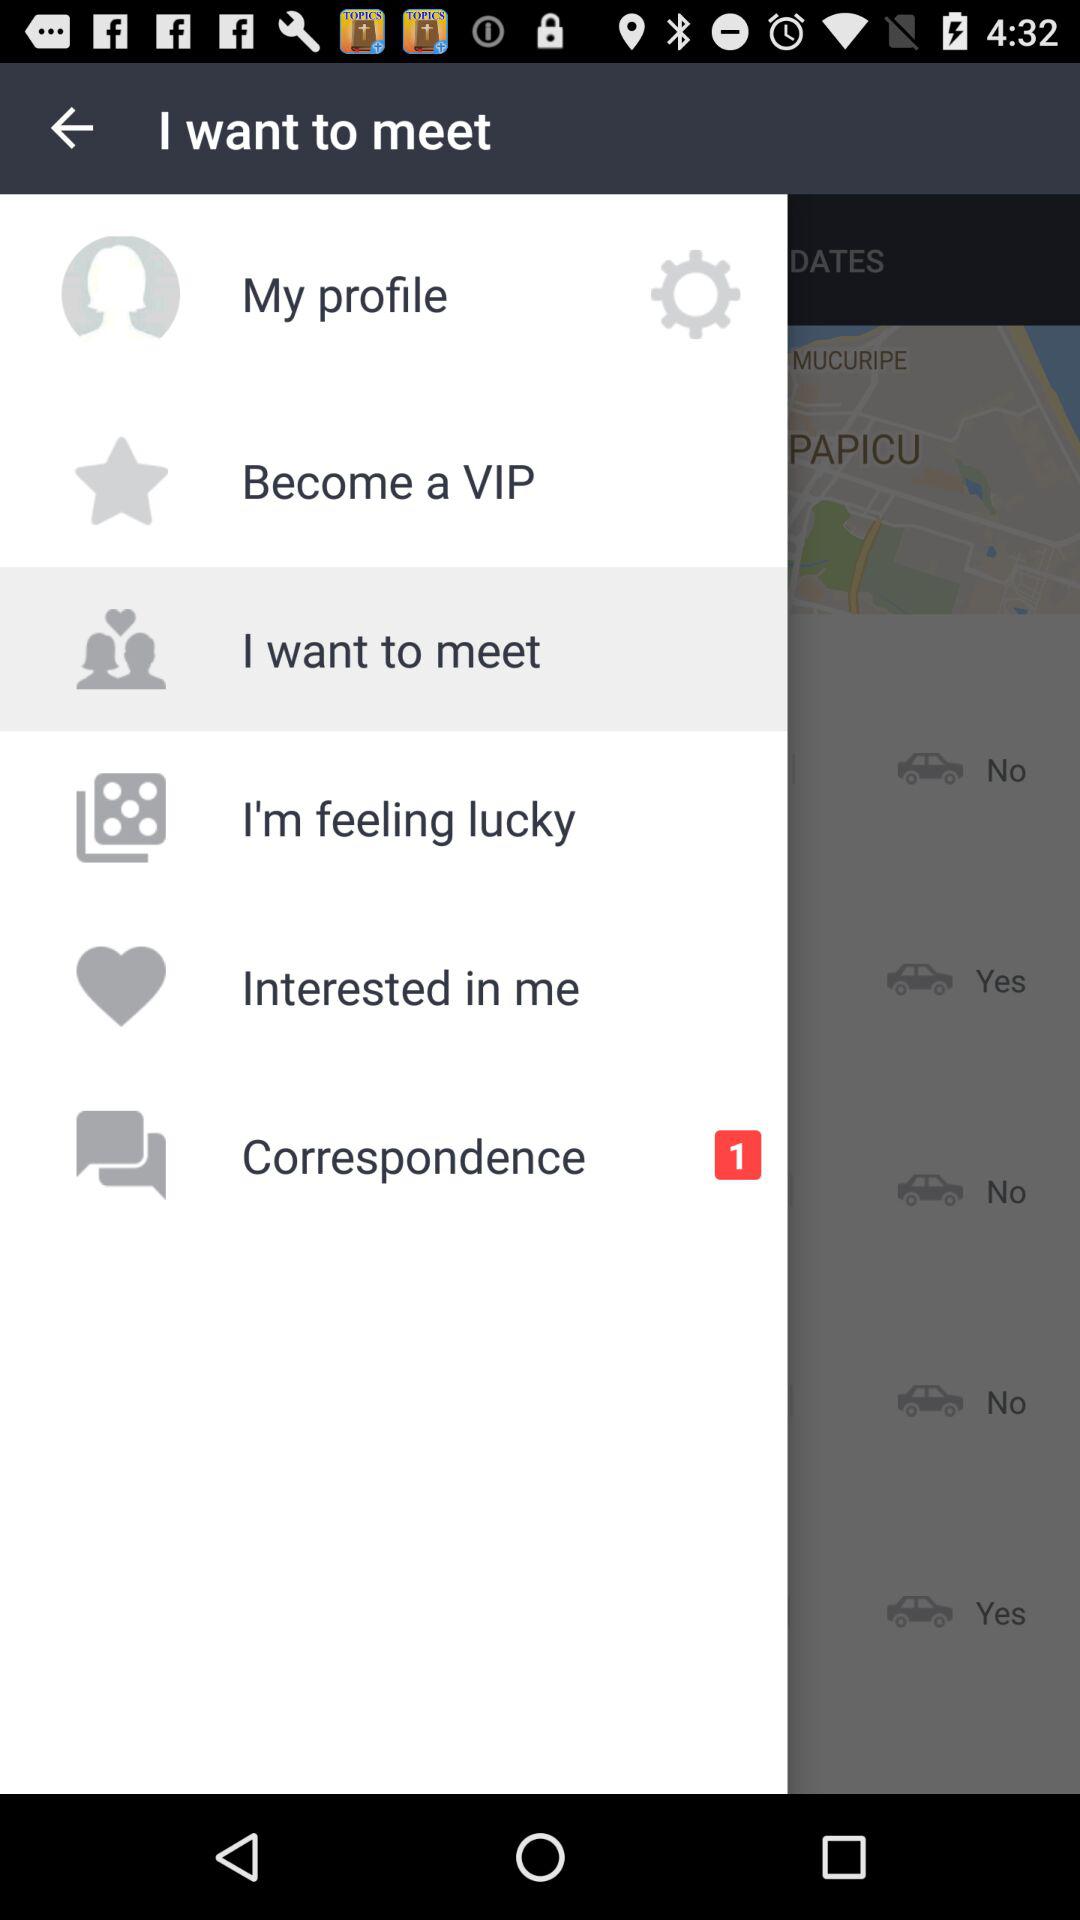 TOPICS TOPICS 4:32
I want to meet
My profile
DATES
MUCURIPE
PAPICU
Become a VIP
I want to meet
No
I'm feeling lucky
Yes
Interested in me
Correspondence 1
No
No
Yes